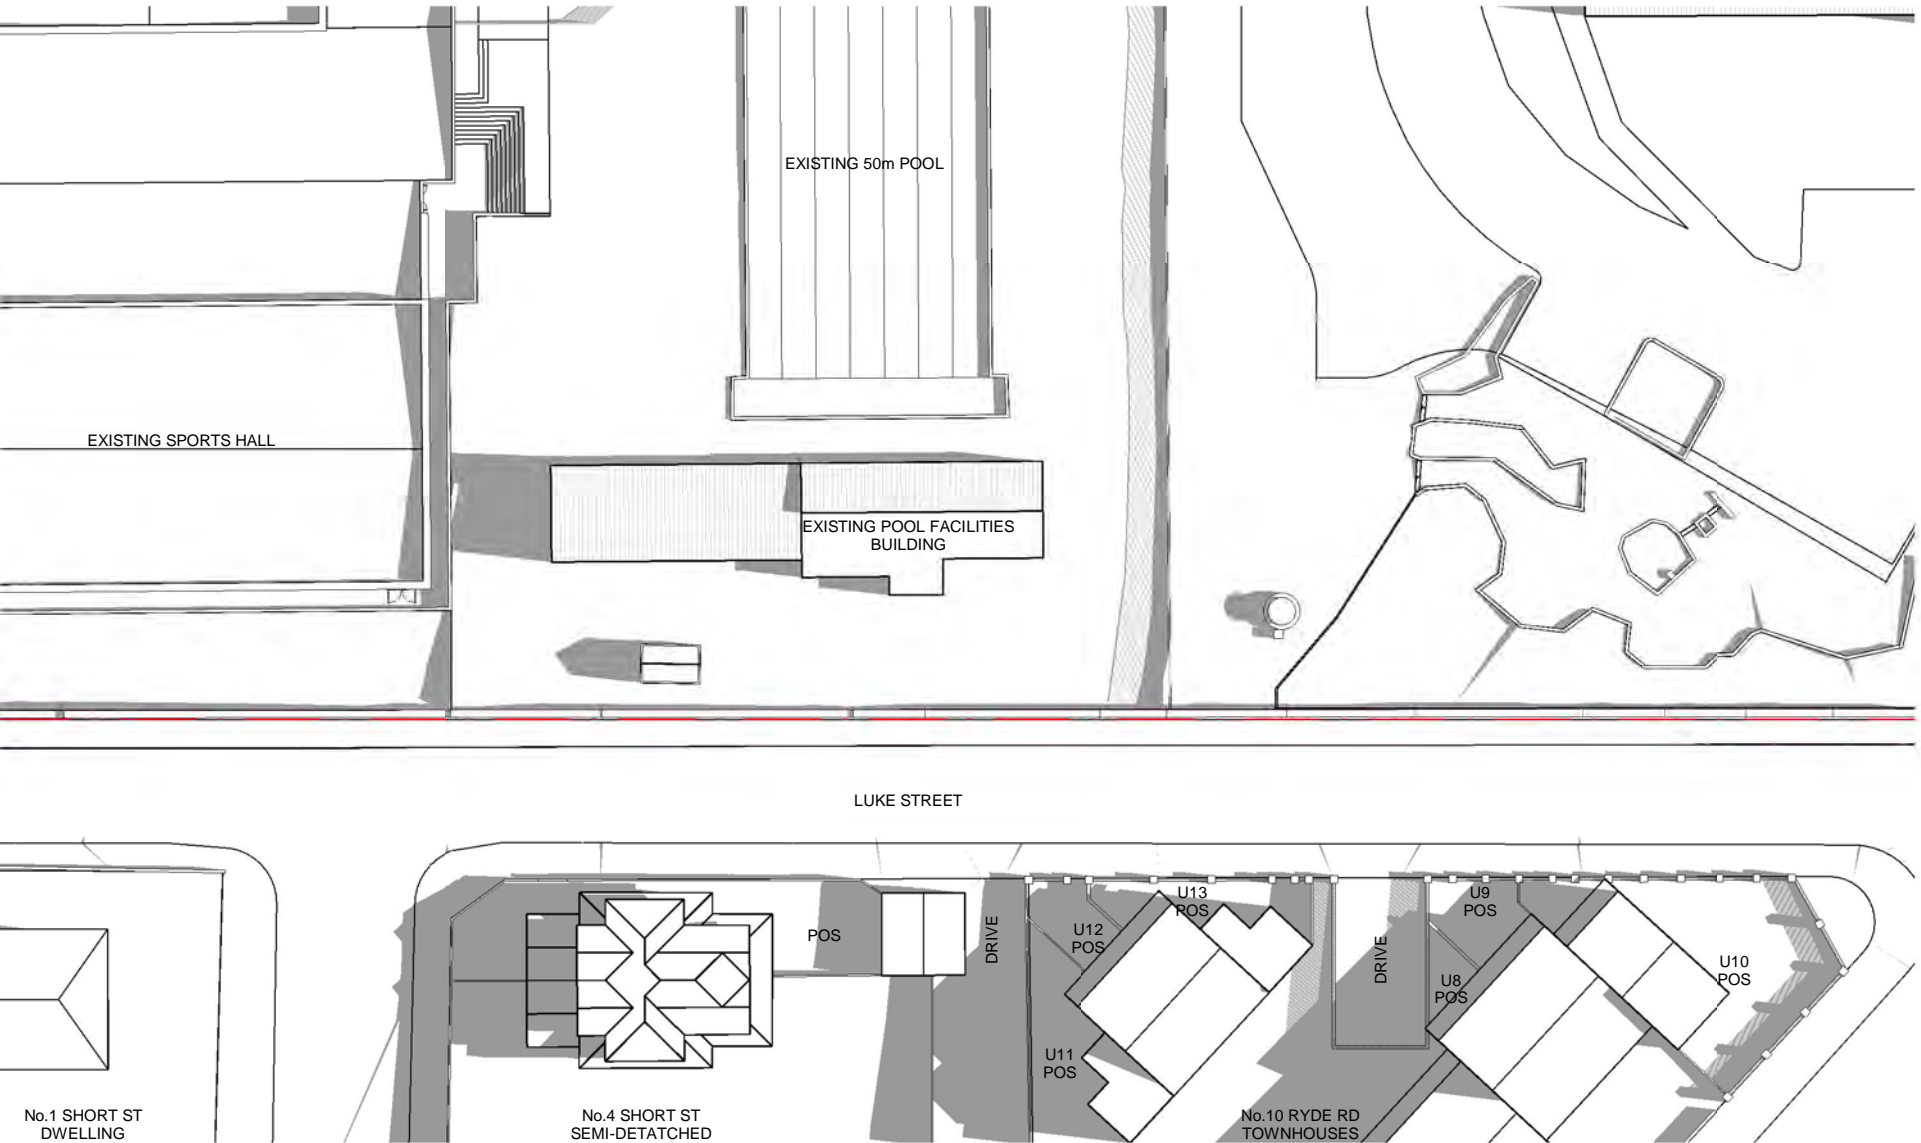 EXISTING 50m POOL
EXISTING SPORTS HALL
EXISTING POOL FACILITIES
BUILDING
LUKE STREET
U13
POS
U9
POS
POS
DRIVE
U12
POS
DRIVE
U8
POS
U10
POS
U11
POS
No.1 SHORT ST
DWELLING
No.4 SHORT ST
SEMI-DETATCHED
No.10 RYDE RD
TOWNHOUSES